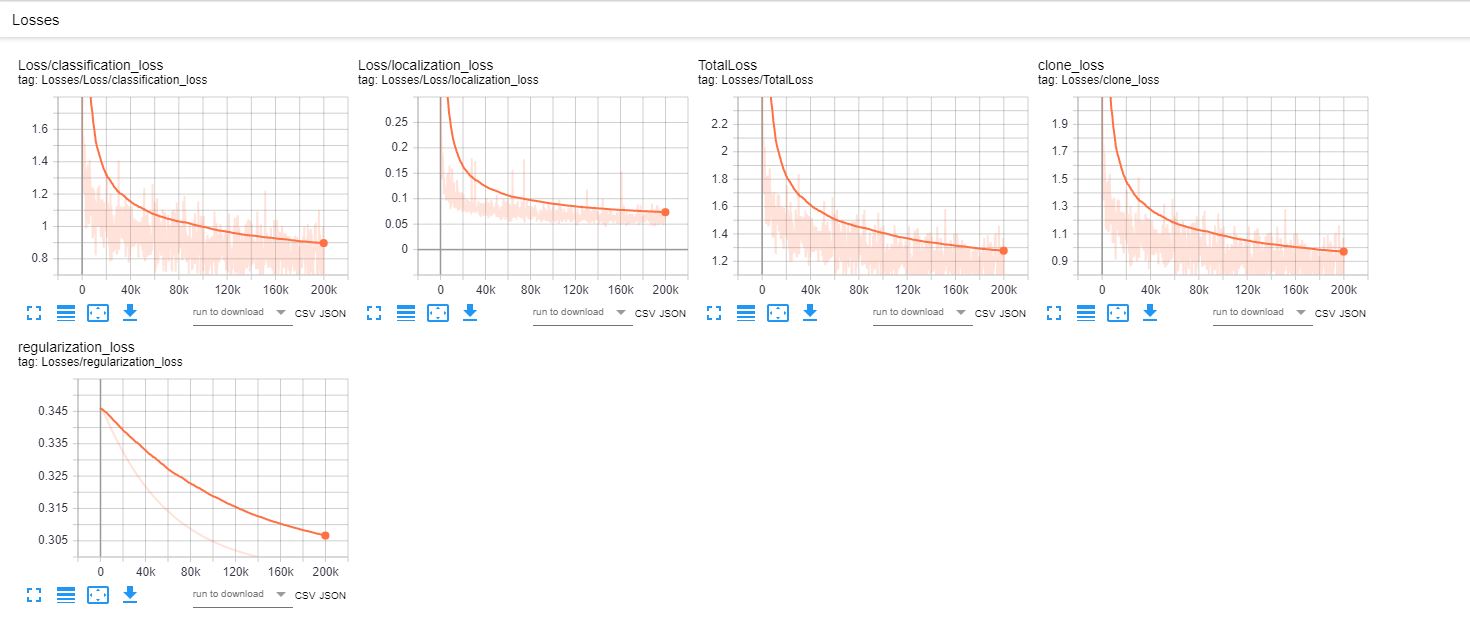 Losses
Loss/classification_loss
tag: Losses/Loss/classification_loss
1.6
1.4
1.2
1
0.8
0 40k 80k 120k 160k 200k
run to download CSV JSON
Loss/localization_loss
tag: Losses/Loss/localization_loss
0.25
0.2
0.15
0.1
0.05
0
0 40k 80k 120k 160k 200k
run to download CSV JSON
TotalLoss
tag: Losses/TotalLoss
2.2
2
1.8
1.6
1.4
1.2
0 40k 80k 120k 160k 200k
run to download CSV JSON
clone_loss
tag: Losses/clone_loss
1.9
1.7
1.5
1.3
1.1
0.9
0 40k 80k 120k 160k 200k
run to download CSV JSON
regularization_loss
tag: Losses/regularization_loss
0.345
0.335
0.325
0.315
0.305
0 40k 80k 120k 160k 200k
run to download CSV JSON